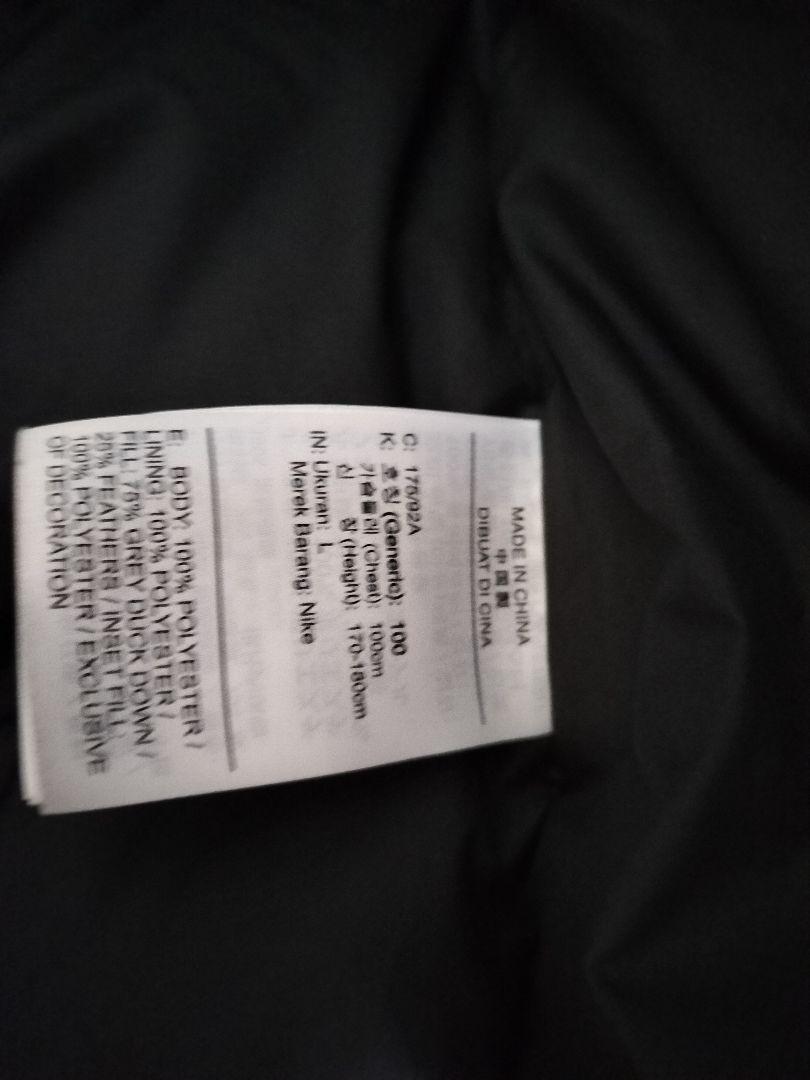 MADE IN CHINA
中国製
DIBUAT DI CINA
C: 175/92A
K: 호칭 (Generic): 100
가슴둘레 (Chest): 100cm
신 장 (Height): 170-180cm
IN: Ukuran: L
Merek Barang: Nike
E: BODY: 100% POLYESTER /
LINING: 100% POLYESTER /
FILL: 75% GREY DUCK DOWN /
25% FEATHERS / INSET FILL:
100% POLYESTER / EXCLUSIVE
OF DECORATION